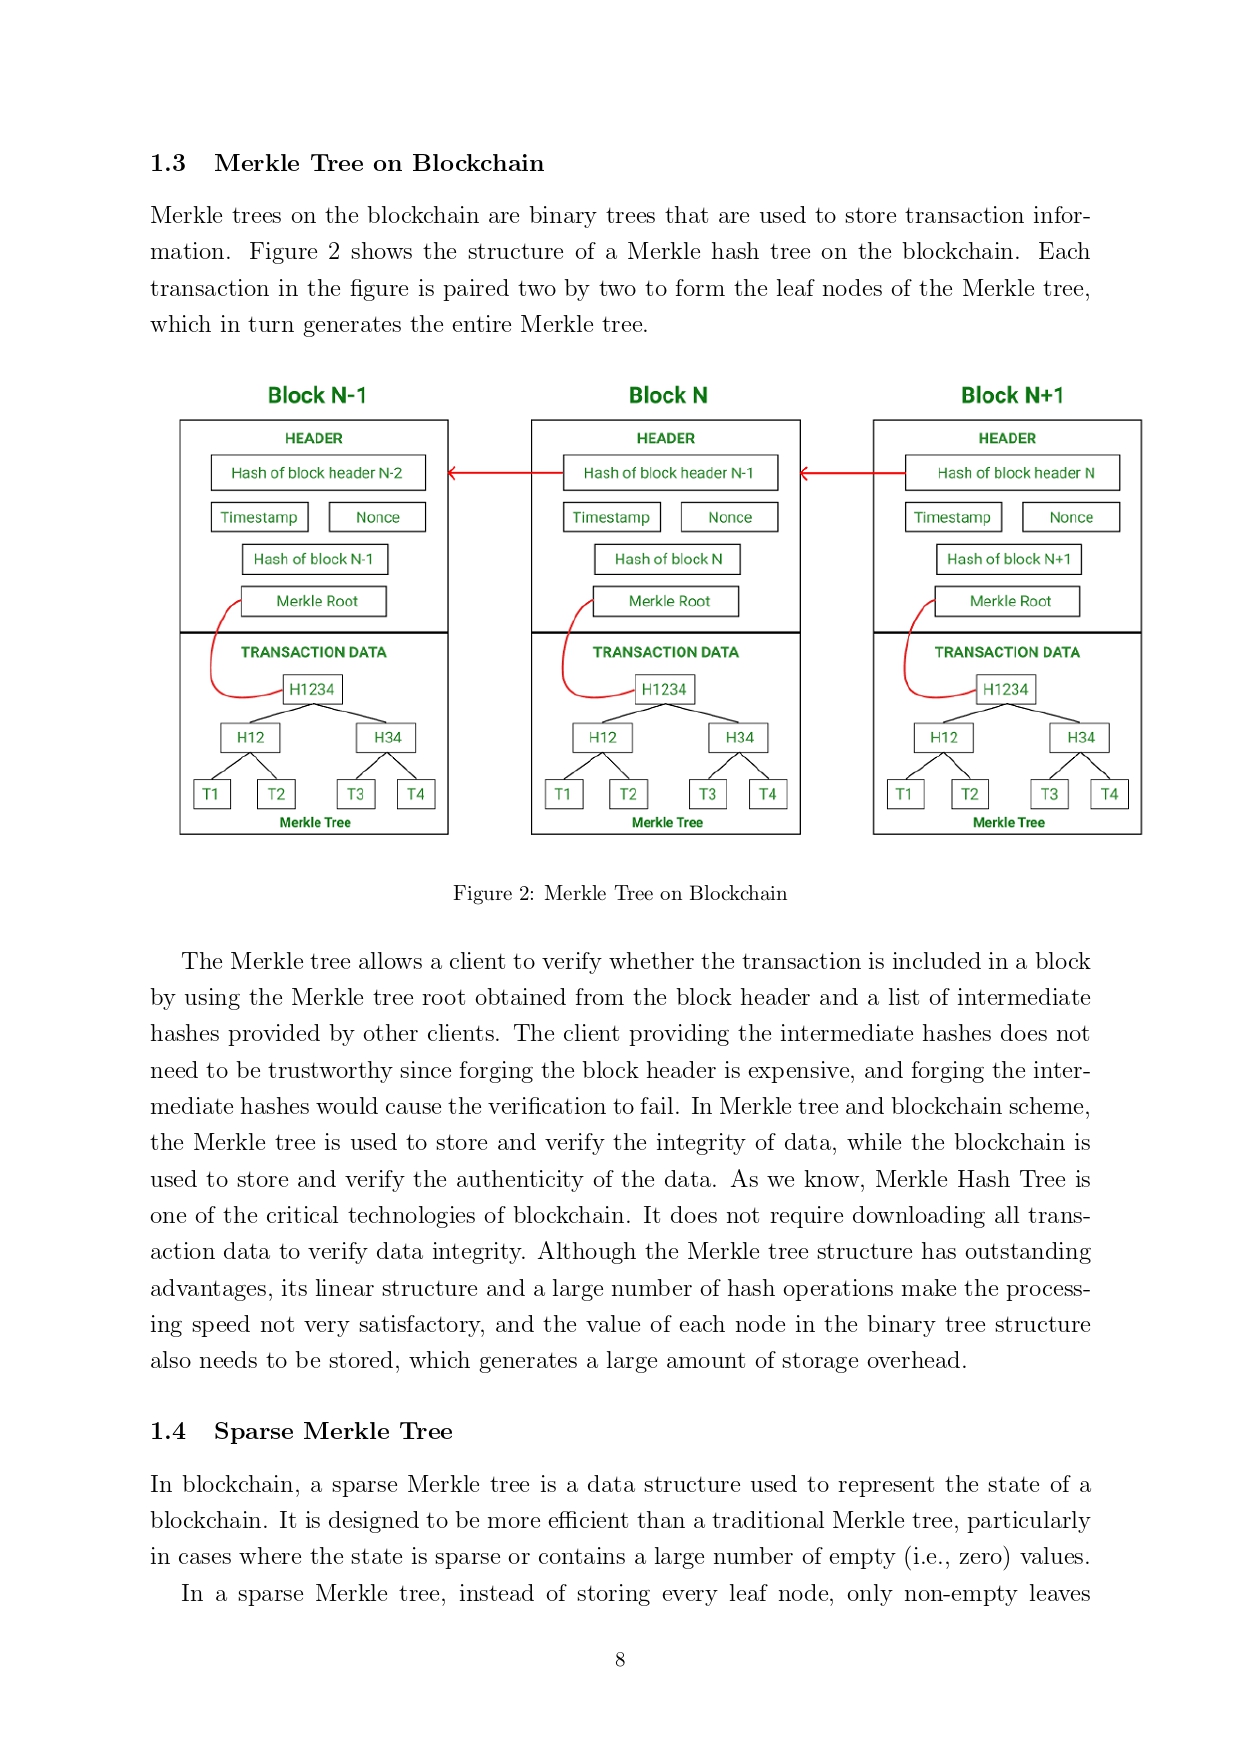 1.3 Merkle Tree on Blockchain
Merkle trees on the blockchain are binary trees that are used to store transaction infor-
mation. Figure 2 shows the structure of a Merkle hash tree on the blockchain. Each
transaction in the figure is paired two by two to form the leaf nodes of the Merkle tree,
which in turn generates the entire Merkle tree.
Block N-1
HEADER
Hash of block header N-2
Timestamp Nonce
Hash of block N-1
Merkle Root
TRANSACTION DATA
H1234
H12 H34
T1 T2 T3 T4
Merkle Tree
Block N
HEADER
Hash of block header N-1
Timestamp Nonce
Hash of block N
Merkle Root
TRANSACTION DATA
H1234
H12 H34
T1 T2 T3 T4
Merkle Tree
Block N+1
HEADER
Hash of block header N
Timestamp Nonce
Hash of block N+1
Merkle Root
TRANSACTION DATA
H1234
H12 H34
T1 T2 T3 T4
Merkle Tree
Figure 2: Merkle Tree on Blockchain
The Merkle tree allows a client to verify whether the transaction is included in a block
by using the Merkle tree root obtained from the block header and a list of intermediate
hashes provided by other clients. The client providing the intermediate hashes does not
need to be trustworthy since forging the block header is expensive, and forging the inter-
mediate hashes would cause the verification to fail. In Merkle tree and blockchain scheme,
the Merkle tree is used to store and verify the integrity of data, while the blockchain is
used to store and verify the authenticity of the data. As we know, Merkle Hash Tree is
one of the critical technologies of blockchain. It does not require downloading all trans-
action data to verify data integrity. Although the Merkle tree structure has outstanding
advantages, its linear structure and a large number of hash operations make the process-
ing speed not very satisfactory, and the value of each node in the binary tree structure
also needs to be stored, which generates a large amount of storage overhead.
1.4 Sparse Merkle Tree
In blockchain, a sparse Merkle tree is a data structure used to represent the state of a
blockchain. It is designed to be more efficient than a traditional Merkle tree, particularly
in cases where the state is sparse or contains a large number of empty (i.e., zero) values.
In a sparse Merkle tree, instead of storing every leaf node, only non-empty leaves
8